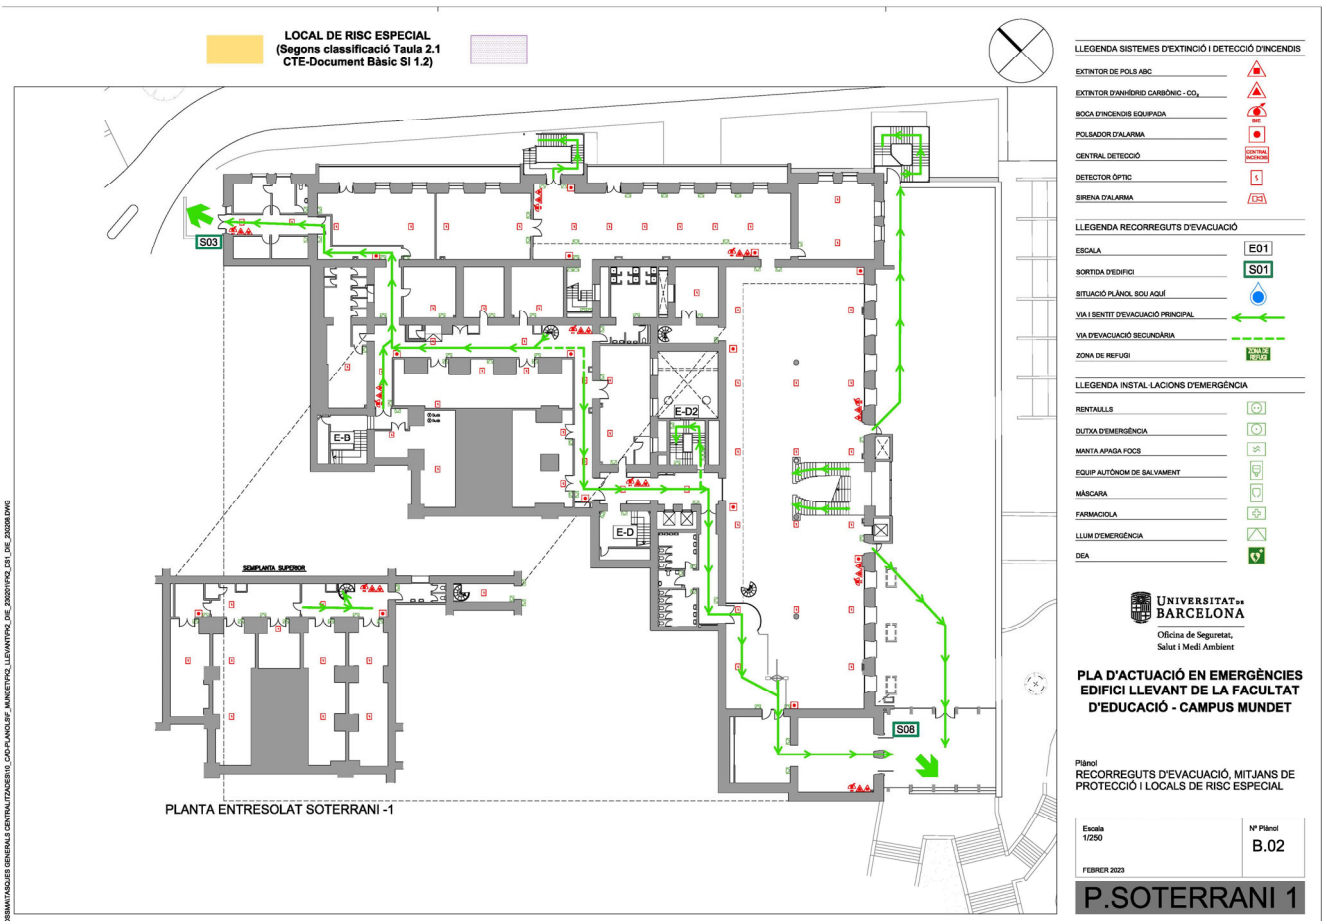 LOCAL DE RISC ESPECIAL
(Segons classificació Taula 2.1
CTE-Document Bàsic SI 1.2)
LLEGENDA SISTEMES D'EXTINCIÓ I DETECCIÓ D'INCENDIS
EXTINTOR DE POLS ABC
EXTINTOR D'ANHÍDRID CARBÒNIC - CO₂
BOCA D'INCENDIS EQUIPADA
BIE
POLSADOR D'ALARMA
CENTRAL DETECCIÓ
CENTRAL
INCENDIS
DETECTOR ÒPTIC
SIRENA D'ALARMA
LLEGENDA RECORREGUTS D'EVACUACIÓ
ESCALA
E01
SORTIDA D'EDIFICI
S01
SITUACIÓ PLÀNOL SOU AQUÍ
VIA I SENTIT D'EVACUACIÓ PRINCIPAL
VIA D'EVACUACIÓ SECUNDÀRIA
ZONA DE REFUGI
ZONA DE
REFUGI
LLEGENDA INSTAL·LACIONS D'EMERGÈNCIA
RENTAULLS
DUTXA D'EMERGÈNCIA
MANTA APAGA FOCS
EQUIP AUTÒNOM DE SALVAMENT
MÀSCARA
FARMACIOLA
LLUM D'EMERGÈNCIA
DEA
S03
E-B
E-D2
E-D
S08
SEMIPLANTA SUPERIOR
PLANTA ENTRESOLAT SOTERRANI -1
UNIVERSITAT DE
BARCELONA
Oficina de Seguretat,
Salut i Medi Ambient
PLA D'ACTUACIÓ EN EMERGÈNCIES
EDIFICI LLEVANT DE LA FACULTAT
D'EDUCACIÓ - CAMPUS MUNDET
Plànol
RECORREGUTS D'EVACUACIÓ, MITJANS DE
PROTECCIÓ I LOCALS DE RISC ESPECIAL
Escala
1/250
Nº Plànol
B.02
FEBRER 2023
P.SOTERRANI 1